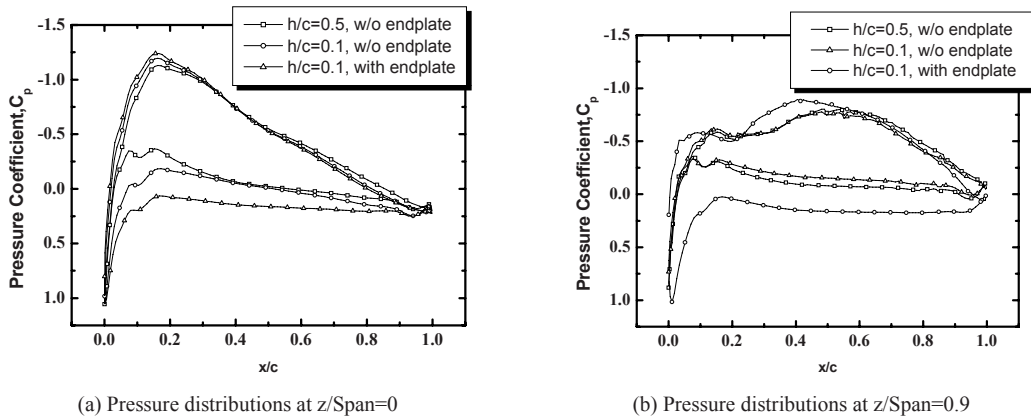 h/c=0.5, w/o endplate
h/c=0.1, w/o endplate
h/c=0.1, with endplate
-1.5
-1.0
-0.5
0.0
0.5
1.0
Pressure Coefficient,Cp
0.0 0.2 0.4 0.6 0.8 1.0
x/c
(a) Pressure distributions at z/Span=0
h/c=0.5, w/o endplate
h/c=0.1, w/o endplate
h/c=0.1, with endplate
-1.5
-1.0
-0.5
0.0
0.5
1.0
Pressure Coefficient,Cp
0.0 0.2 0.4 0.6 0.8 1.0
x/c
(b) Pressure distributions at z/Span=0.9